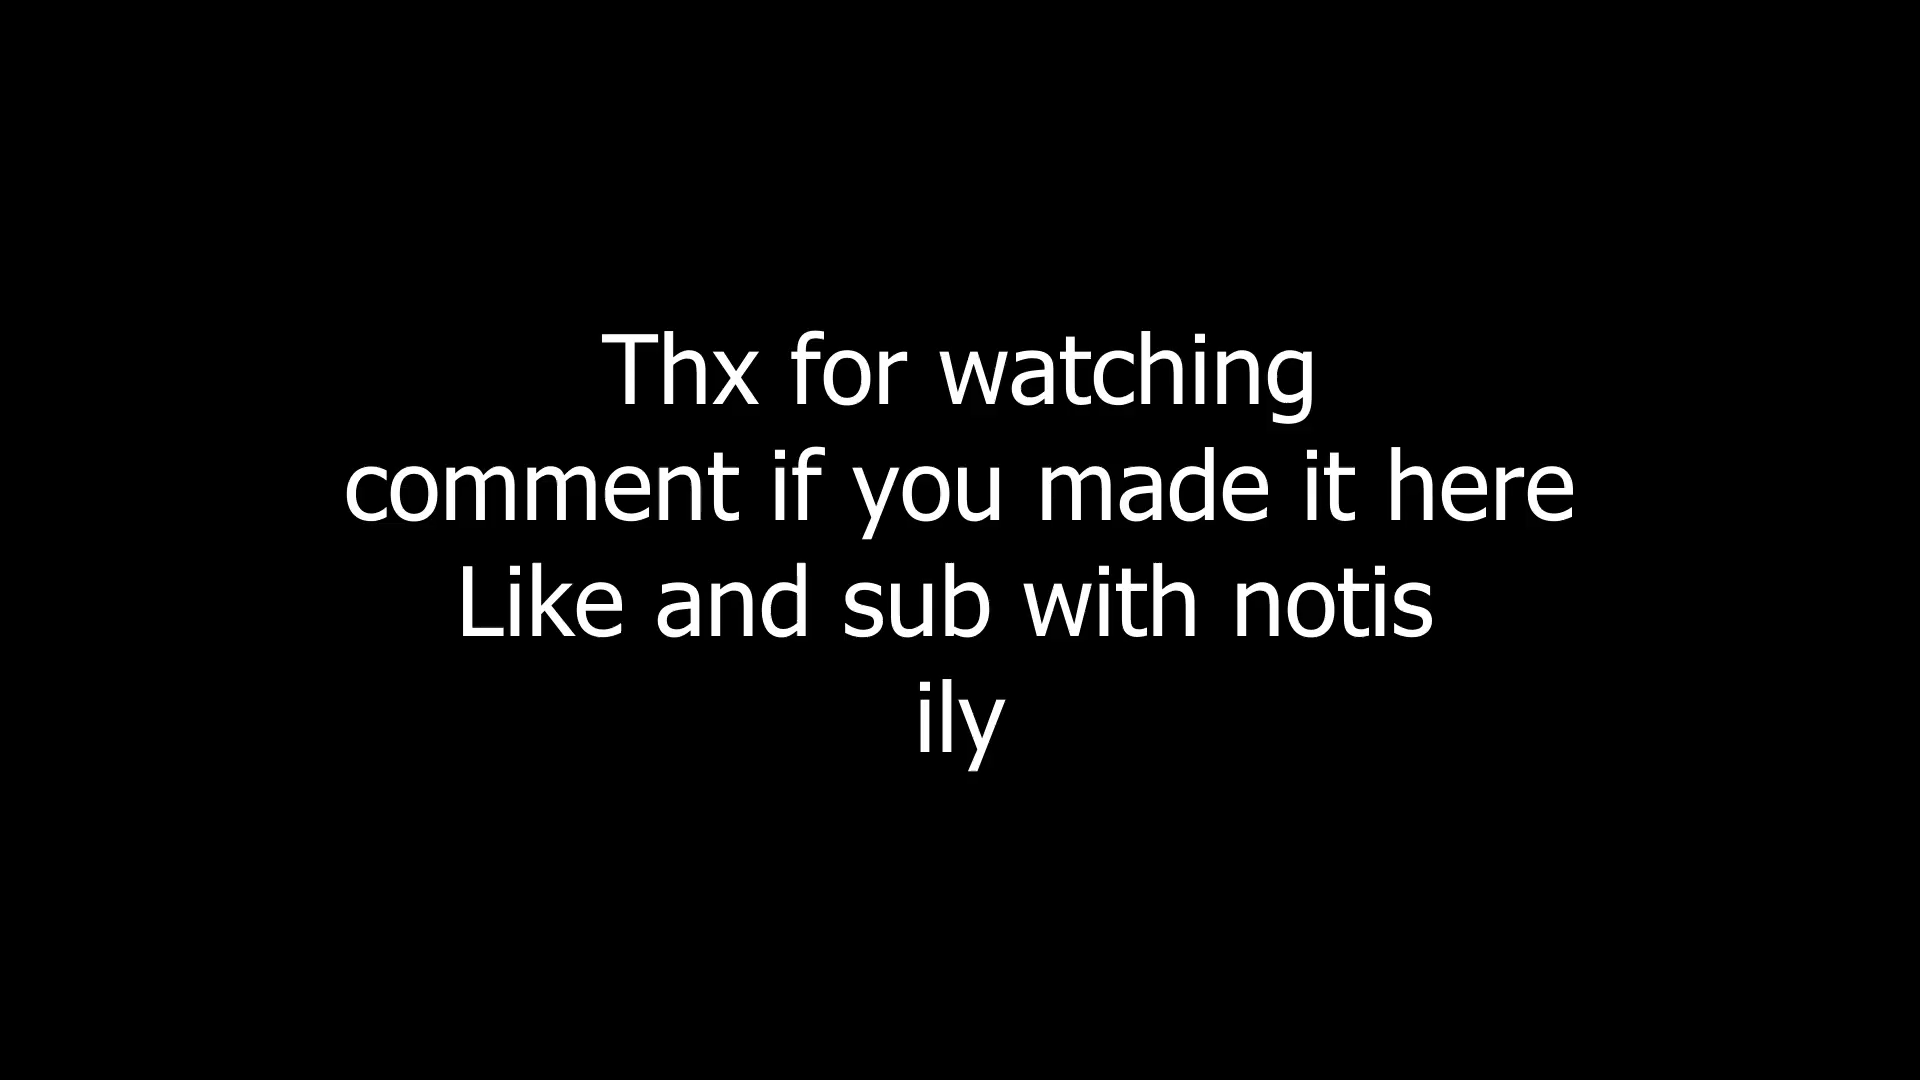 Thx for watching
comment if you made it here
Like and sub with notis
ily